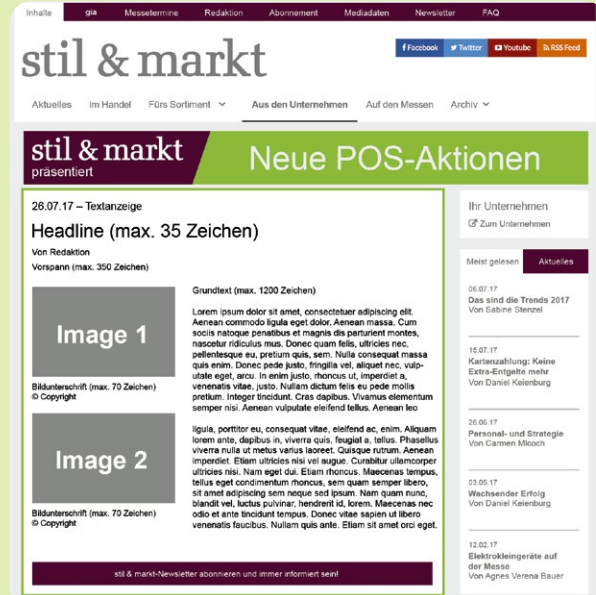 Inhalte gia Messetermine Redaktion Abonnement Mediadaten Newsletter FAQ
stil & markt
Facebook Twitter Youtube RSS Feed
Aktuelles Im Handel Fürs Sortiment Aus den Unternehmen Auf den Messen Archiv
stil & markt
präsentiert
Neue POS-Aktionen
26.07.17 – Textanzeige
Headline (max. 35 Zeichen)
Von Redaktion
Vorspann (max. 350 Zeichen)
Image 1
Bildunterschrift (max. 70 Zeichen)
© Copyright
Image 2
Bildunterschrift (max. 70 Zeichen)
© Copyright
Grundtext (max. 1200 Zeichen)
Lorem ipsum dolor sit amet, consectetuer adipiscing elit.
Aenean commodo ligula eget dolor. Aenean massa. Cum
sociis natoque penatibus et magnis dis parturient montes,
nascetur ridiculus mus. Donec quam felis, ultricies nec,
pellentesque eu, pretium quis, sem. Nulla consequat massa
quis enim. Donec pede justo, fringilla vel, aliquet nec, vulp-
utate eget, arcu. In enim justo, rhoncus ut, imperdiet a,
venenatis vitae, justo. Nullam dictum felis eu pede mollis
pretium. Integer tincidunt. Cras dapibus. Vivamus elementum
semper nisi. Aenean vulputate eleifend tellus. Aenean leo
ligula, porttitor eu, consequat vitae, eleifend ac, enim. Aliquam
lorem ante, dapibus in, viverra quis, feugiat a, tellus. Phasellus
viverra nulla ut metus varius laoreet. Quisque rutrum. Aenean
imperdiet. Etiam ultricies nisi vel augue. Curabitur ullamcorper
ultricies nisi. Nam eget dui. Etiam rhoncus. Maecenas tempus,
tellus eget condimentum rhoncus, sem quam semper libero,
sit amet adipiscing sem neque sed ipsum. Nam quam nunc,
blandit vel, luctus pulvinar, hendrerit id, lorem. Maecenas nec
odio et ante tincidunt tempus. Donec vitae sapien ut libero
venenatis faucibus. Nullam quis ante. Etiam sit amet orci eget.
stil & markt-Newsletter abonnieren und immer informiert sein!
Ihr Unternehmen
Zum Unternehmen
Meist gelesen Aktuelles
06.07.17
Das sind die Trends 2017
Von Sabine Stenzel
15.07.17
Kartenzahlung: Keine
Extra-Entgelte mehr
Von Daniel Keienburg
26.06.17
Personal- und Strategie
Von Carmen Mlcoch
03.05.17
Wachsender Erfolg
Von Daniel Keienburg
12.02.17
Elektrokleingeräte auf
der Messe
Von Agnes Verena Bauer